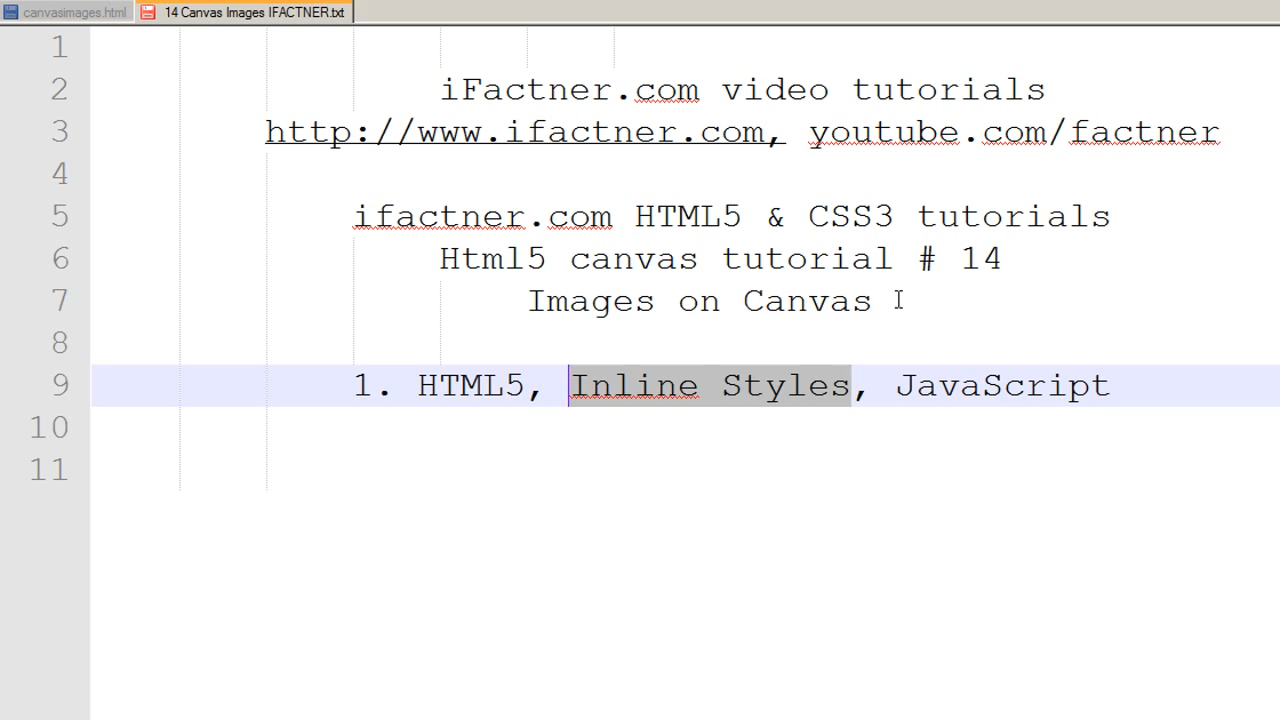 canvasimages.html 14 Canvas Images IFACTNER.txt
1
2 iFactner.com video tutorials
3 http://www.ifactner.com, youtube.com/factner
4
5 ifactner.com HTML5 & CSS3 tutorials
6 Html5 canvas tutorial # 14
7 Images on Canvas
8
9 1. HTML5, Inline Styles, JavaScript
10
11